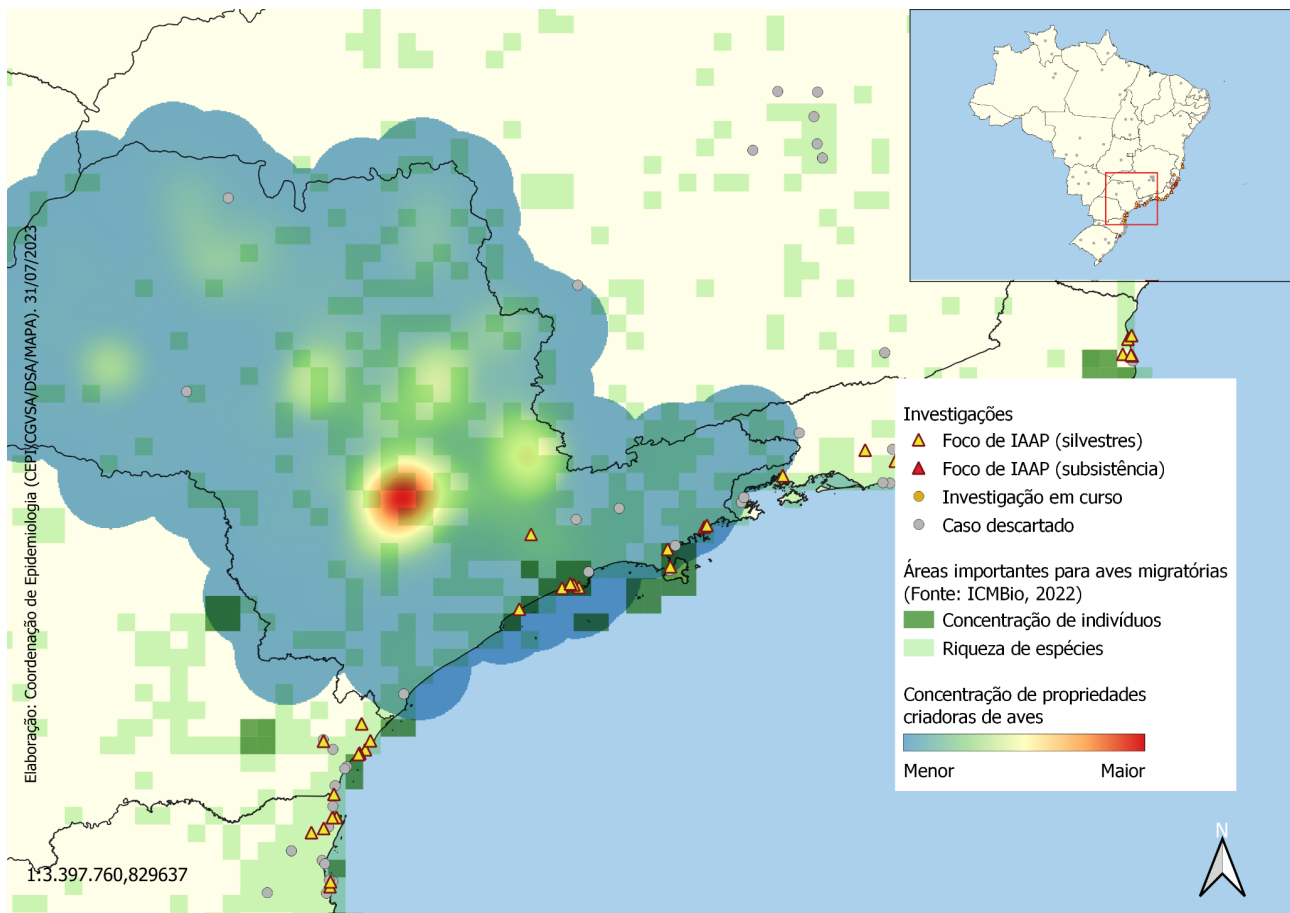 Elaboração: Coordenação de Epidemiologia (CEPI/CGVSA/DSA/MAPA). 31/07/2023
Investigações
Foco de IAAP (silvestres)
Foco de IAAP (subsistência)
Investigação em curso
Caso descartado
Áreas importantes para aves migratórias
(Fonte: ICMBio, 2022)
Concentração de indivíduos
Riqueza de espécies
Concentração de propriedades
criadoras de aves
Menor Maior
1:3.397.760,829637
N